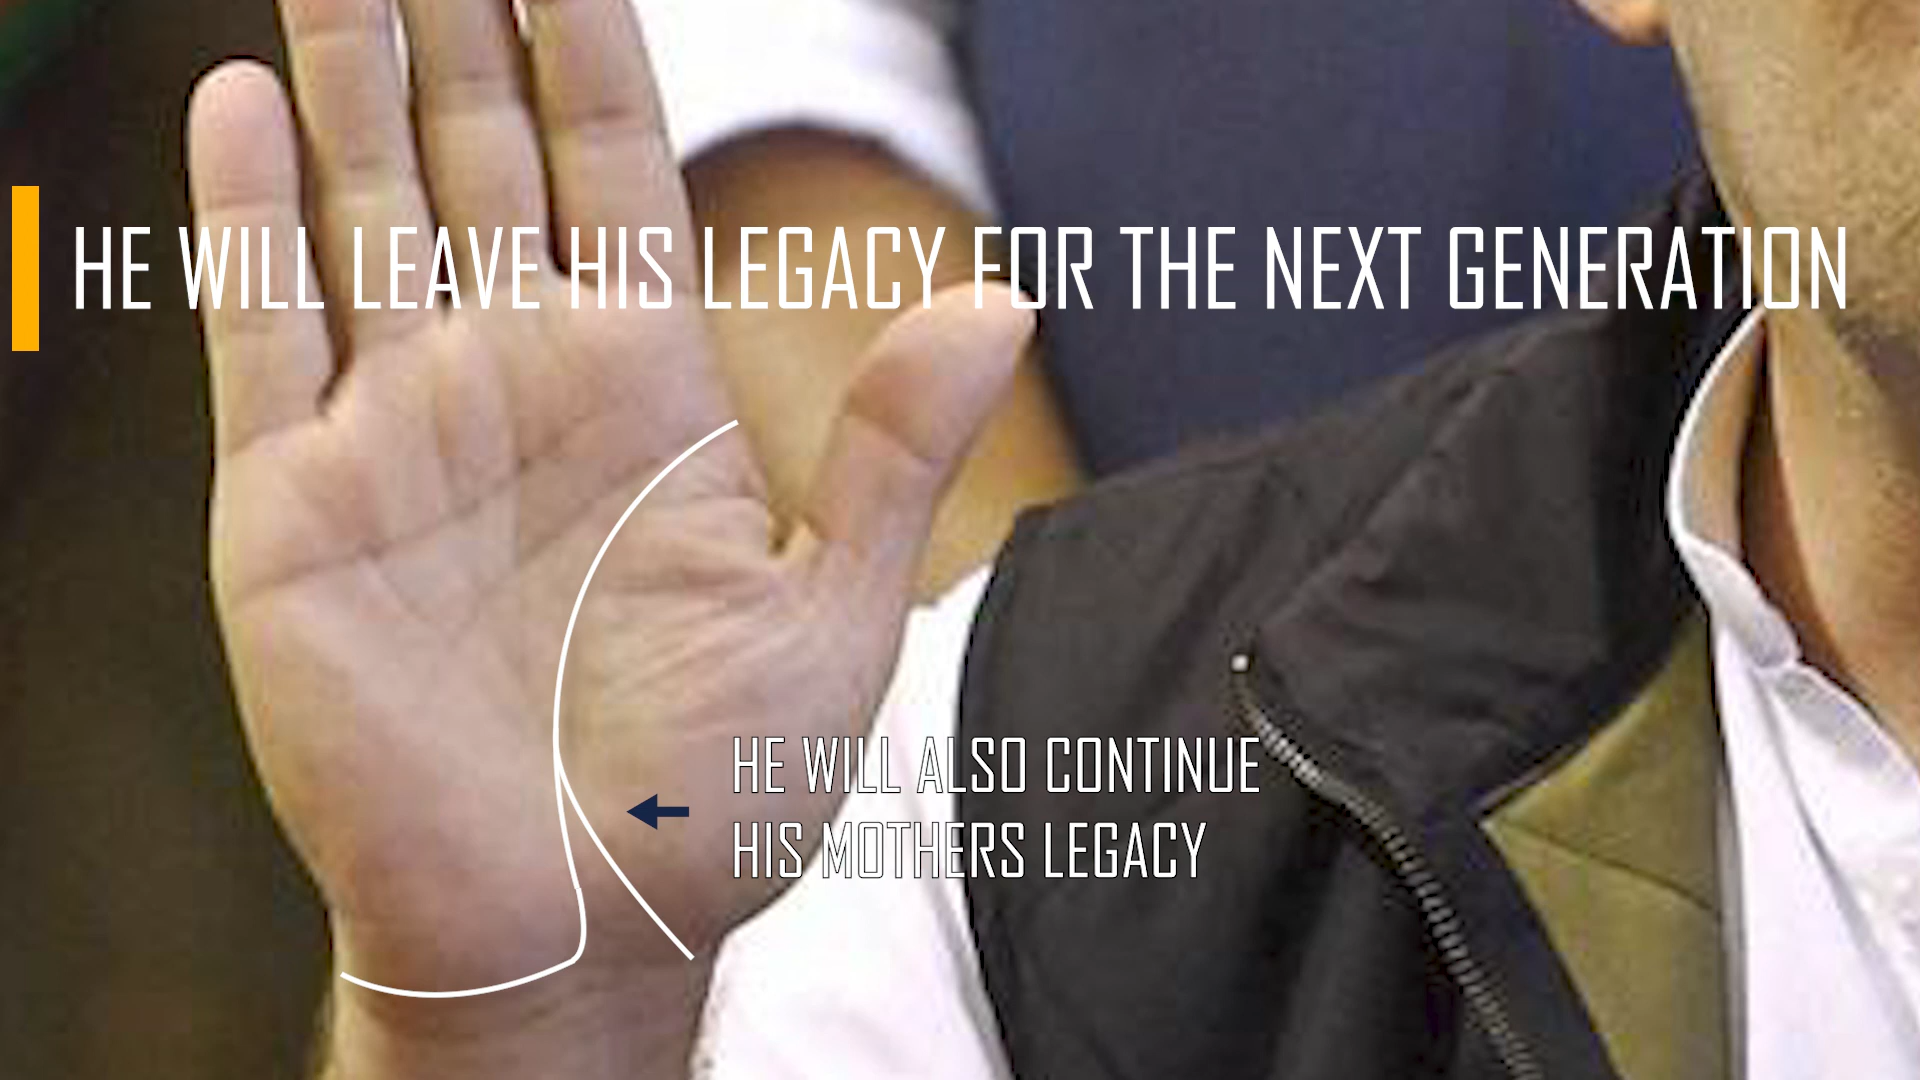 HE WILL LEAVE HIS LEGACY FOR THE NEXT GENERATION
HE WILL ALSO CONTINUE
HIS MOTHERS LEGACY